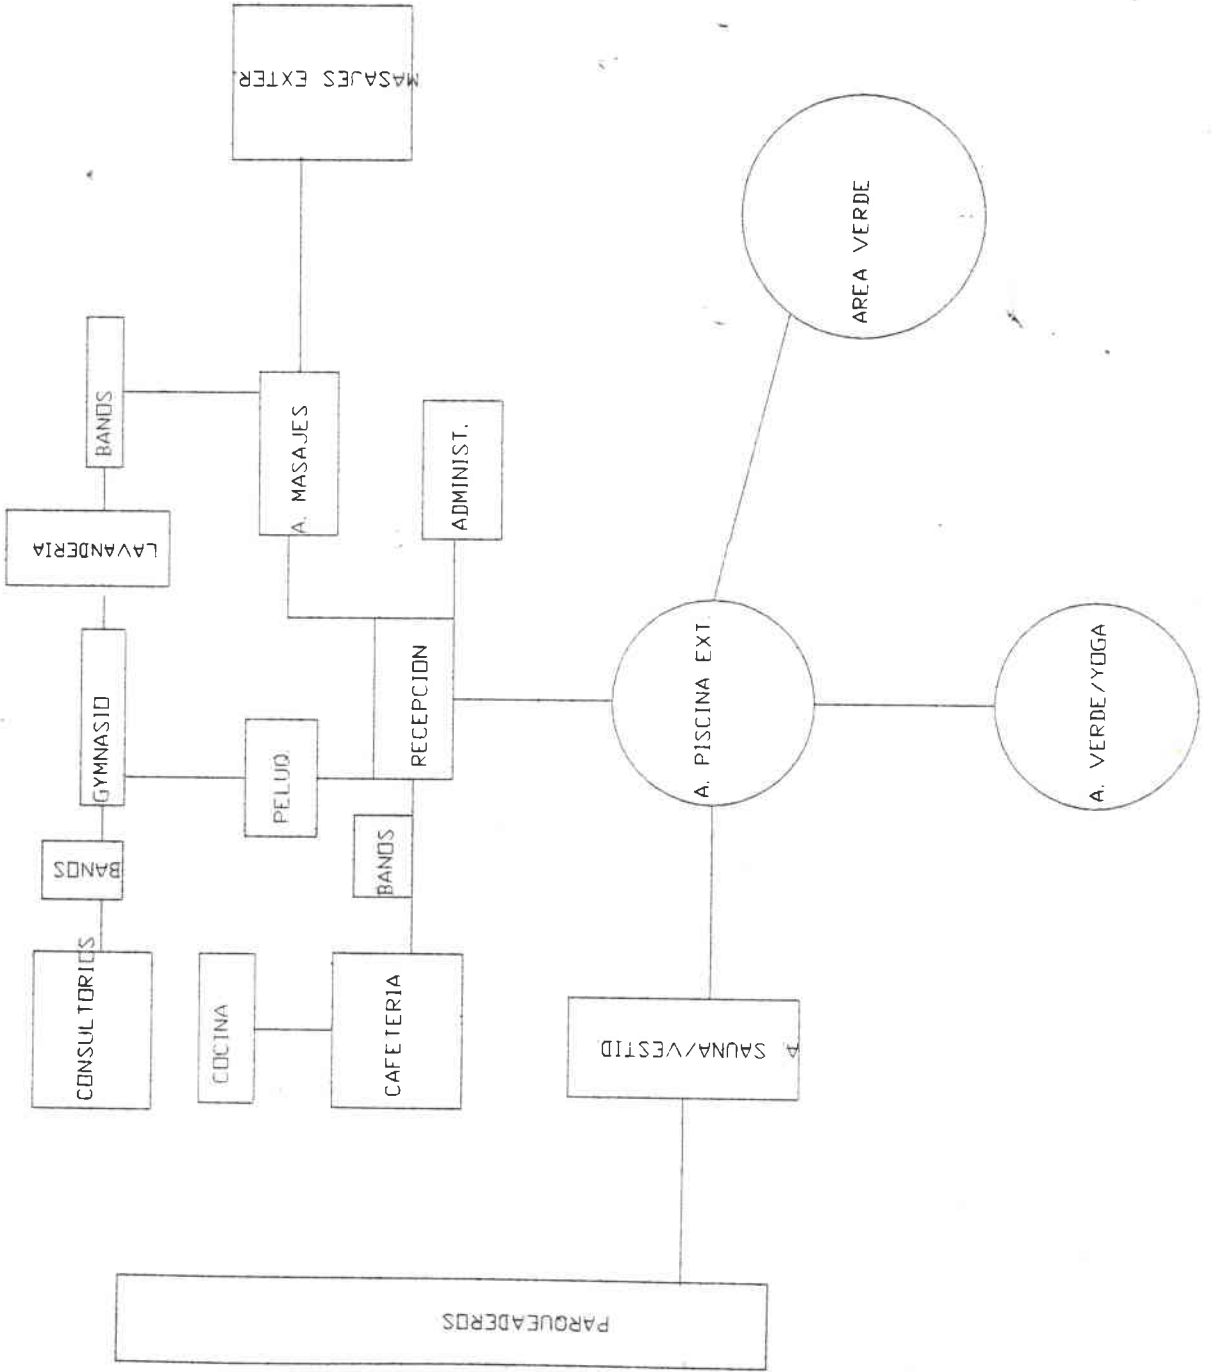 MASAJES EXTER.
AREA VERDE
BANOS
A. MASAJES
ADMINIST.
LAVANDERIA
GYMNASIO
PELUQ.
RECEPCION
A. PISCINA EXT.
A. VERDE/YOGA
BANOS
BANOS
CONSULTORIOS
COCINA
CAFETERIA
A SAUNA/VESTID
PARQUEADEROS